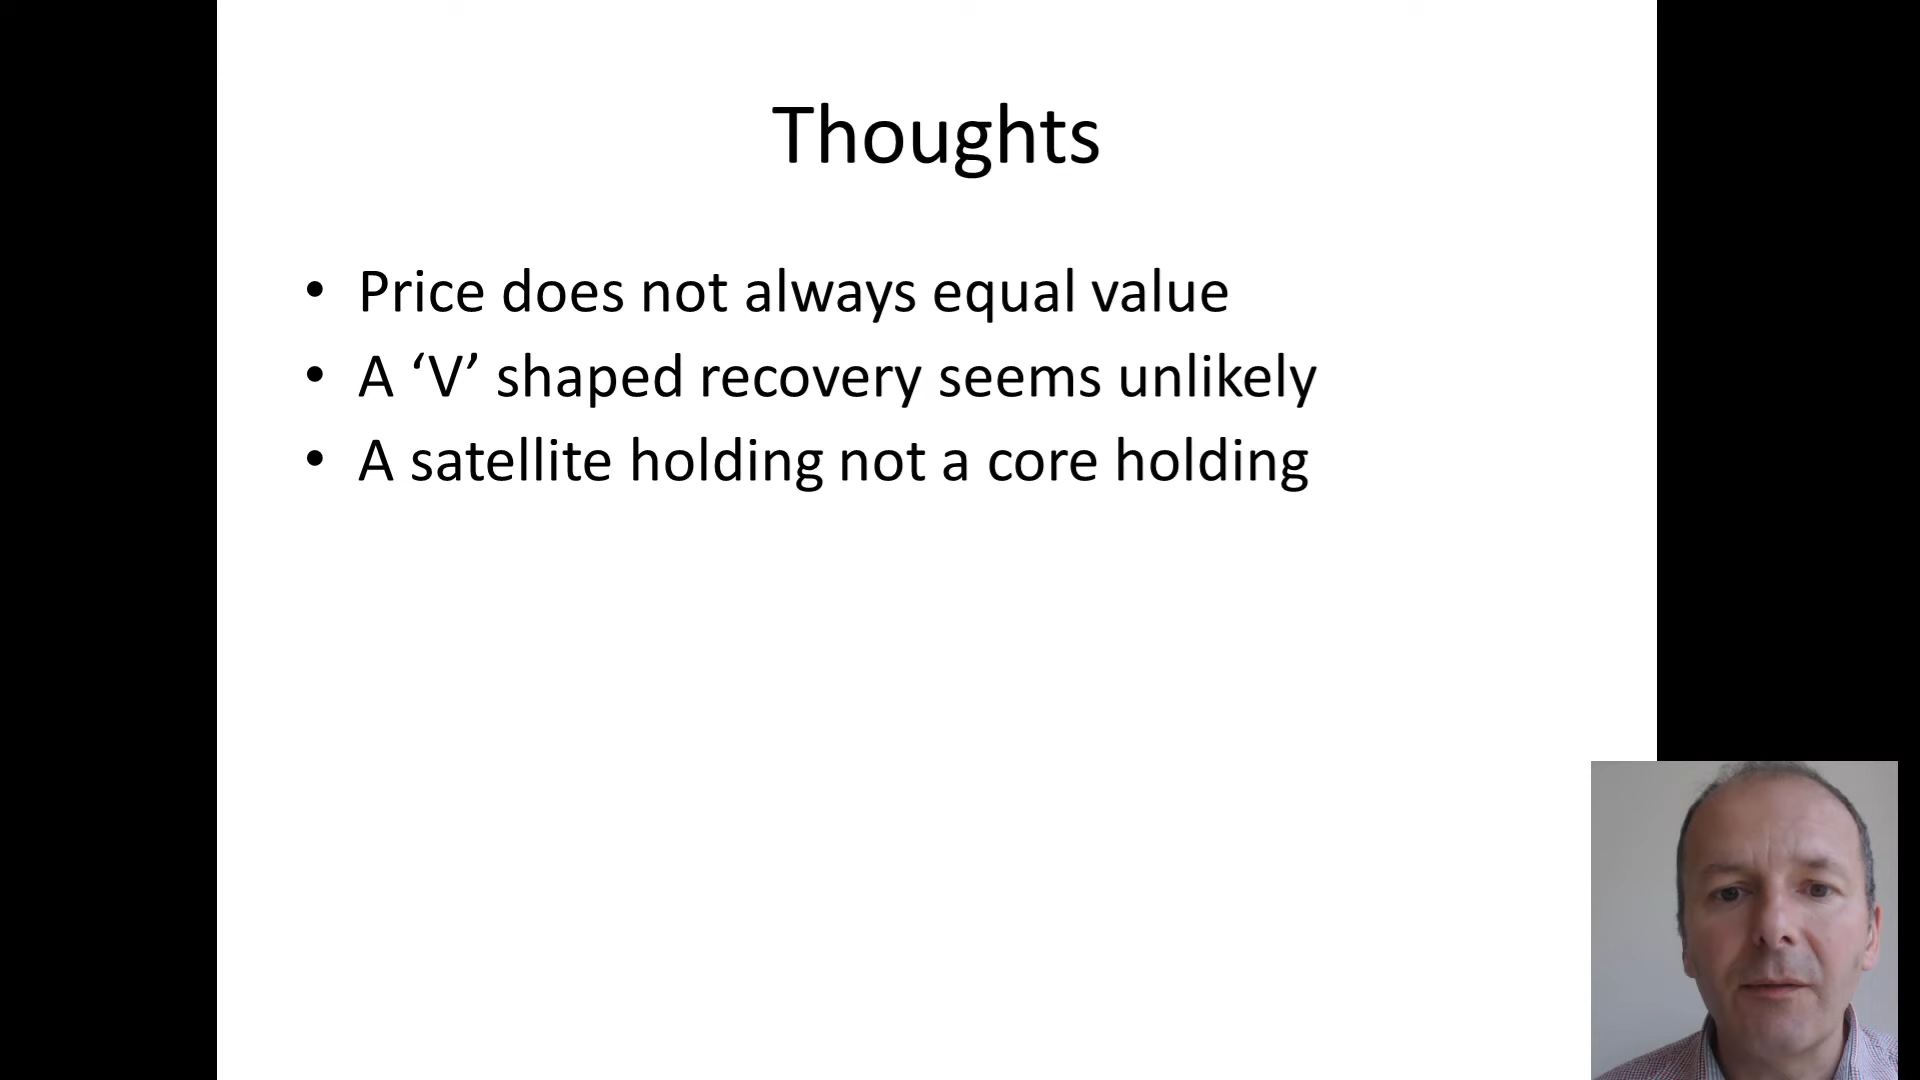 Thoughts
• Price does not always equal value
• A ‘V’ shaped recovery seems unlikely
• A satellite holding not a core holding